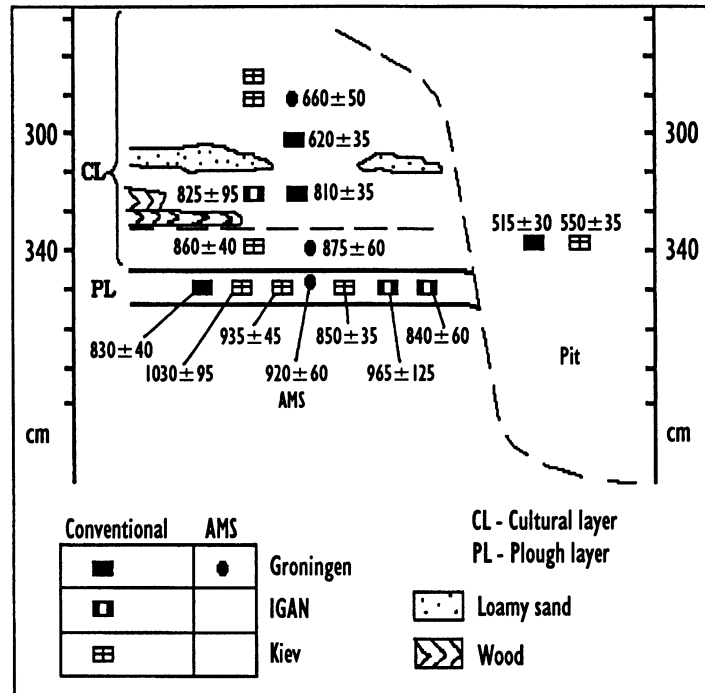 660±50
300
300
620±35
CL
825±95
810±35
515±30 550±35
860±40
875±60
340
340
PL
830±40
935±45
850±35
840±60
1030±95
920±60
965±125
AMS
Pit
cm
cm
Conventional AMS
CL - Cultural layer
PL - Plough layer
Groningen
IGAN
Loamy sand
Kiev
Wood